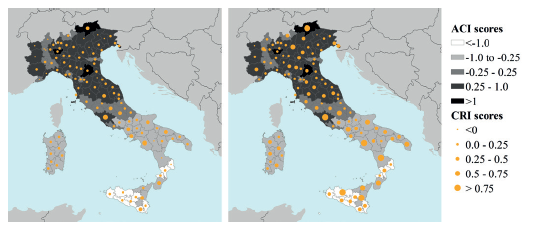 ACI scores
<-1.0
-1.0 to -0.25
-0.25 - 0.25
0.25 - 1.0
>1
CRI scores
<0
0.0 - 0.25
0.25 - 0.5
0.5 - 0.75
> 0.75